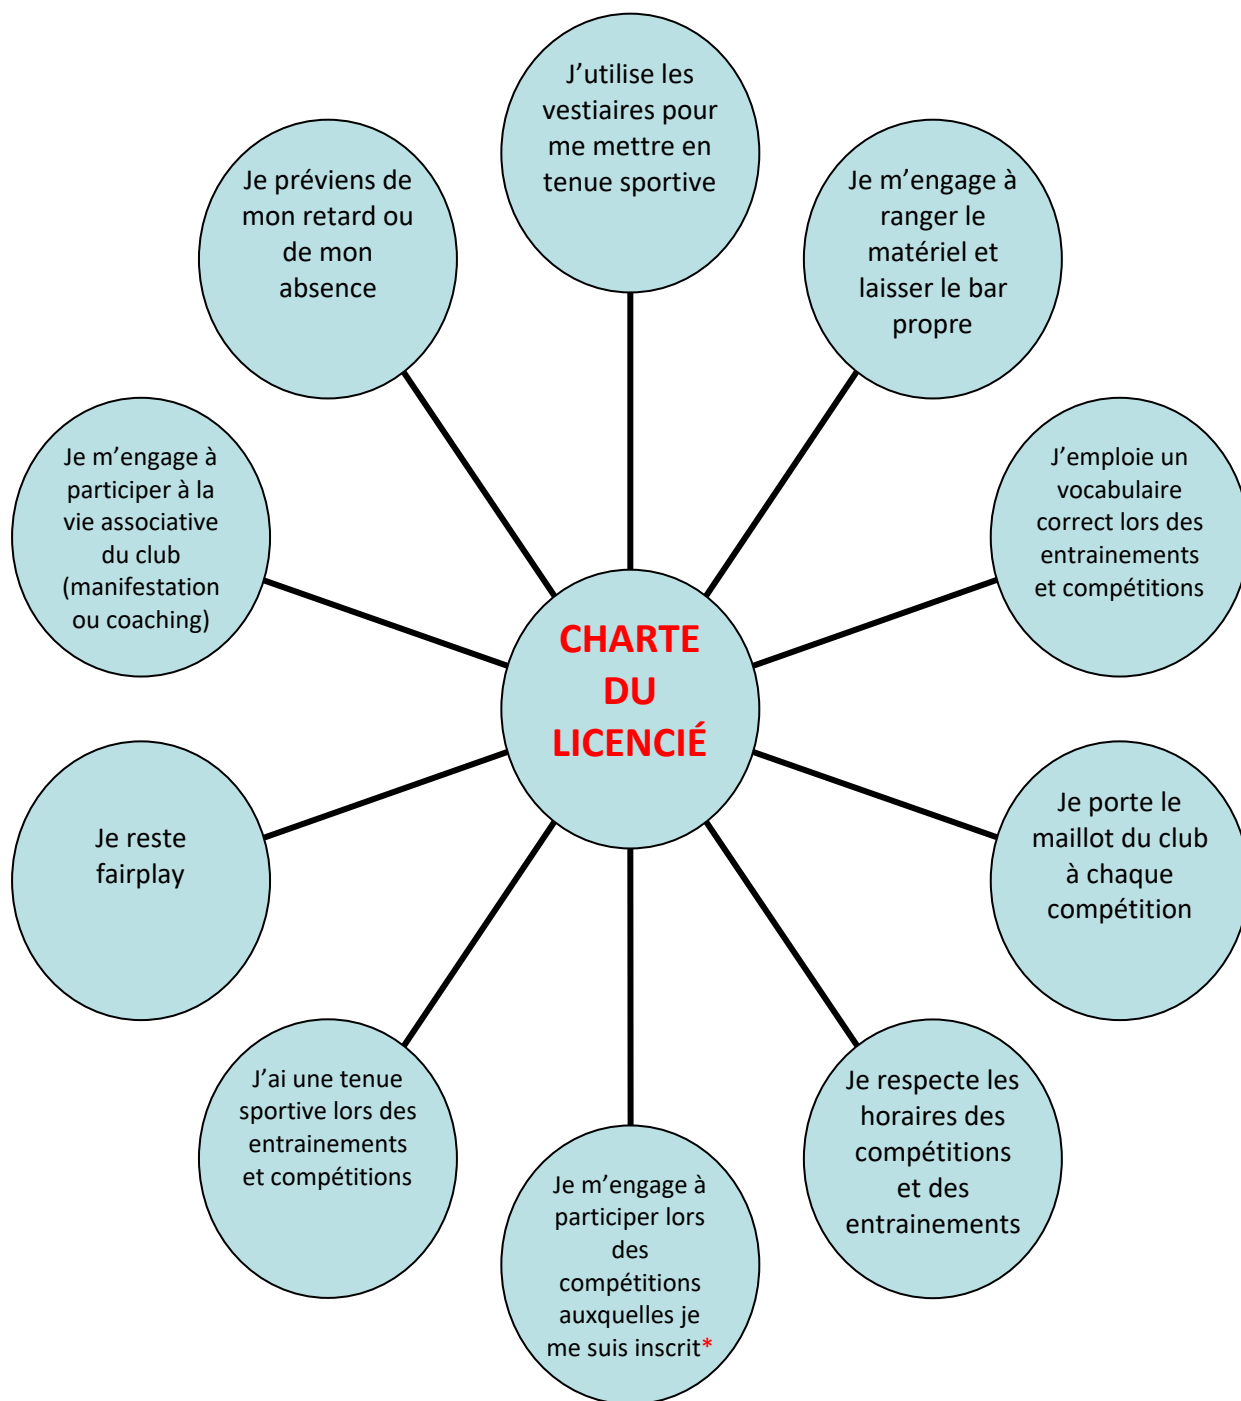 J’utilise les
vestiaires pour
me mettre en
tenue sportive
Je m’engage à
ranger le
matériel et
laisser le bar
propre
J’emploie un
vocabulaire
correct lors des
entrainements
et compétitions
Je porte le
maillot du club
à chaque
compétition
Je respecte les
horaires des
compétitions
et des
entrainements
Je m’engage à
participer lors
des
compétitions
auxquelles je
me suis inscrit*
J’ai une tenue
sportive lors des
entrainements
et compétitions
Je reste
fairplay
Je m’engage à
participer à la
vie associative
du club
(manifestation
ou coaching)
Je préviens de
mon retard ou
de mon
absence
CHARTE
DU
LICENCIÉ